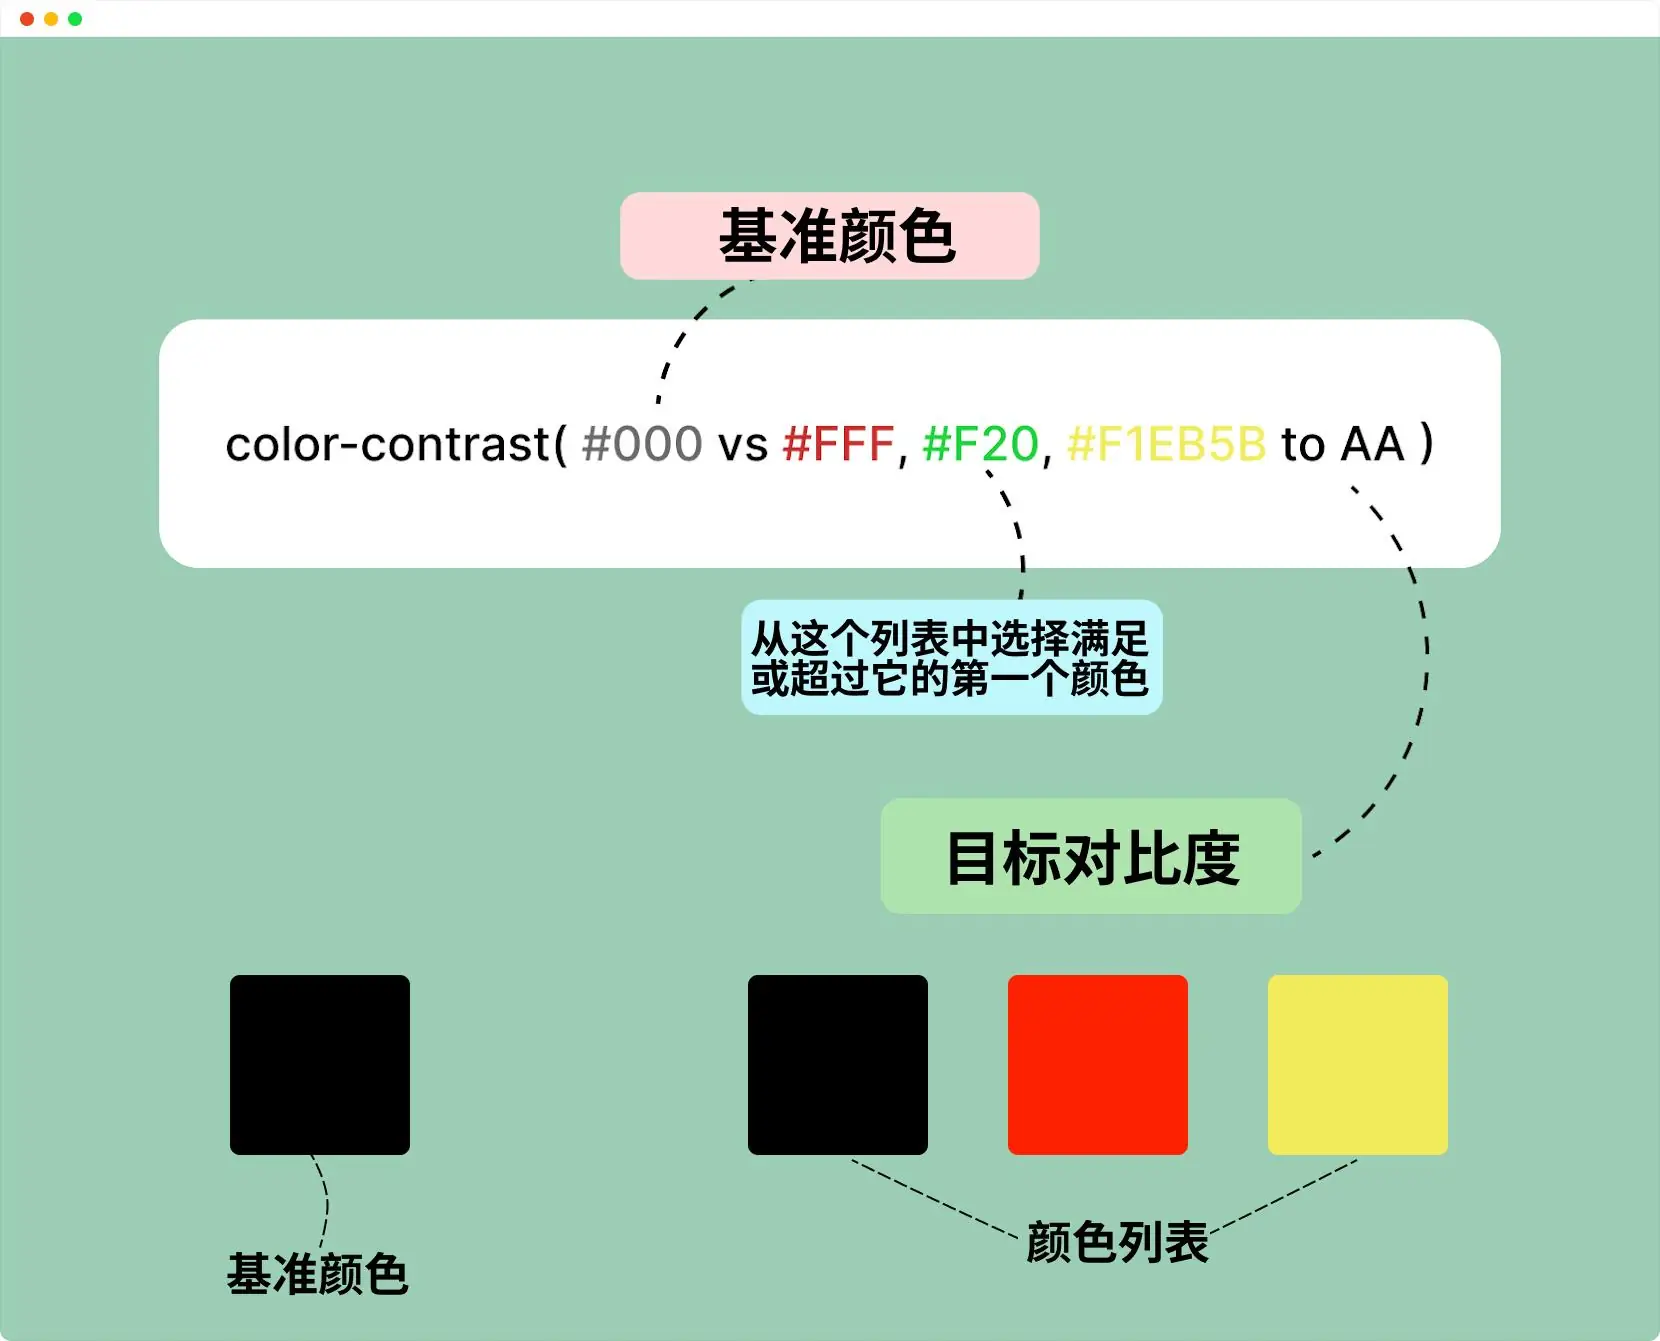 基准颜色
color-contrast( #000 vs #FFF, #F20, #F1EB5B to AA )
从这个列表中选择满足
或超过它的第一个颜色
目标对比度
颜色列表
基准颜色